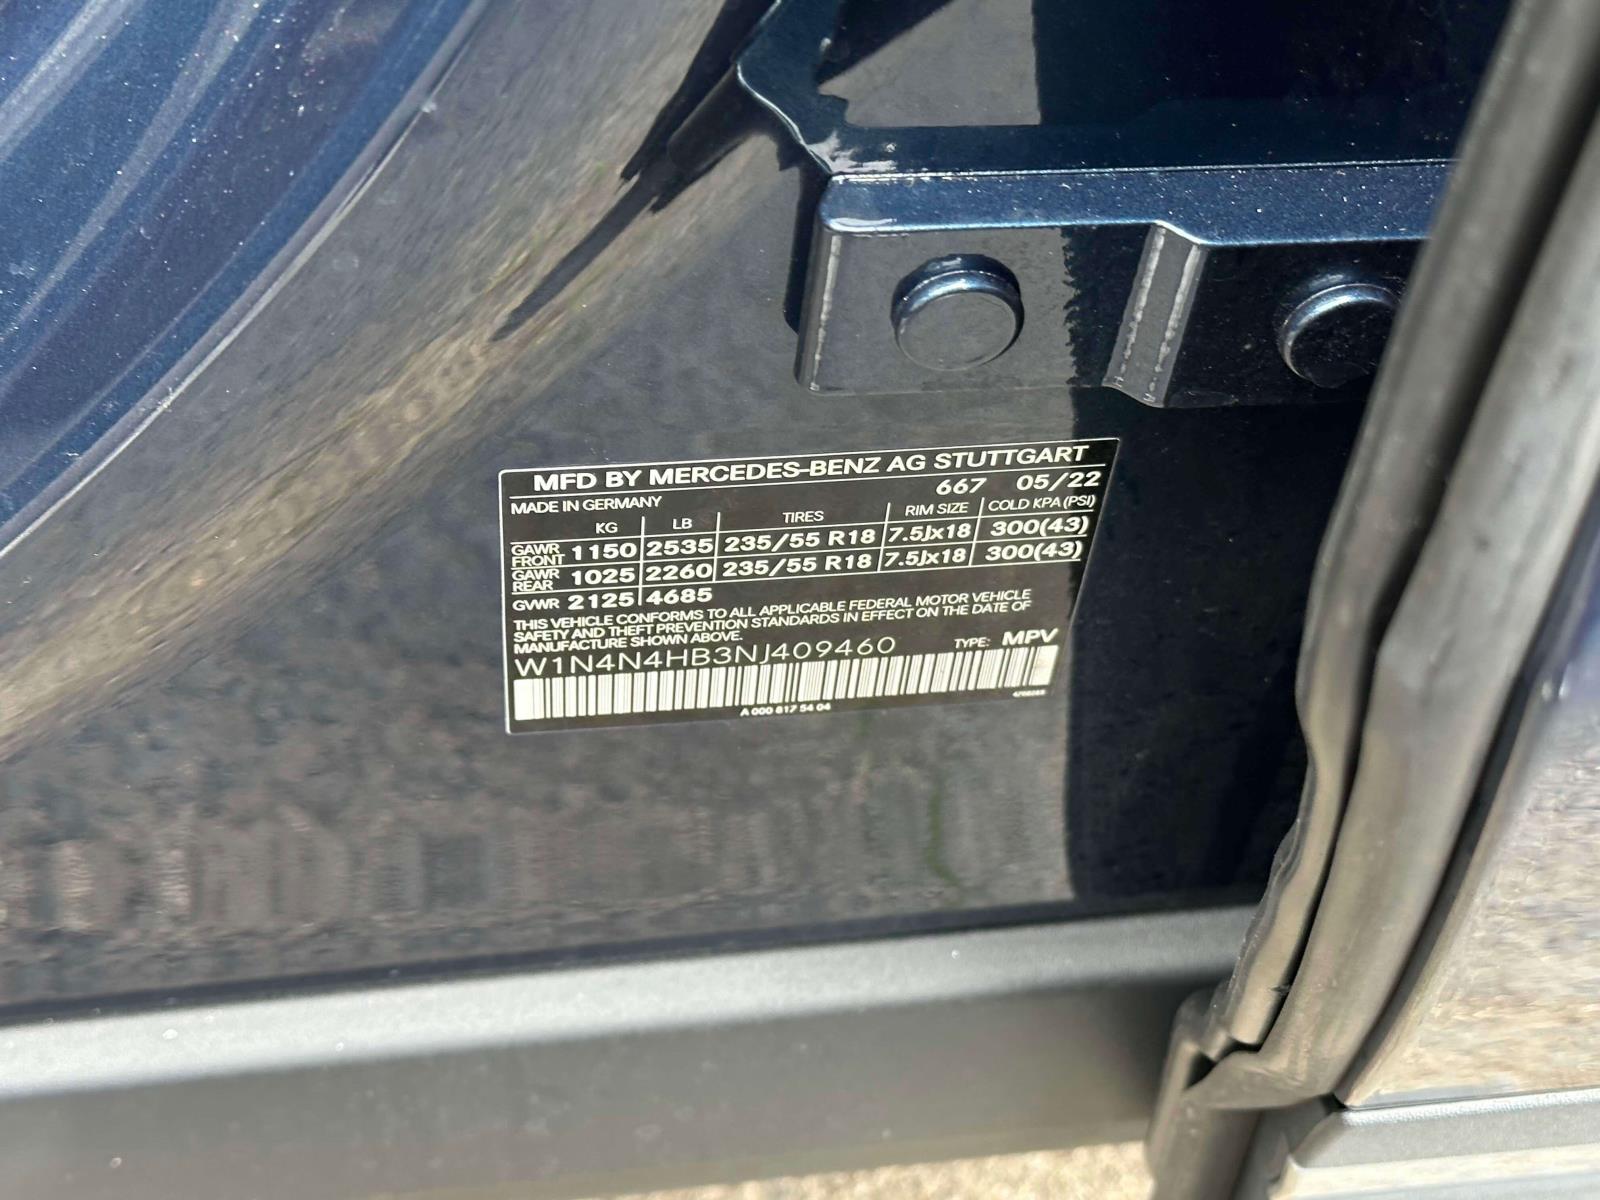 MFD BY MERCEDES-BENZ AG STUTTGART
MADE IN GERMANY 667 05/22
KG LB TIRES RIM SIZE COLD KPA (PSI)
GAWR FRONT 1150 2535 235/55 R18 7.5Jx18 300(43)
GAWR REAR 1025 2260 235/55 R18 7.5Jx18 300(43)
GVWR 2125 4685
THIS VEHICLE CONFORMS TO ALL APPLICABLE FEDERAL MOTOR VEHICLE
SAFETY AND THEFT PREVENTION STANDARDS IN EFFECT ON THE DATE OF
MANUFACTURE SHOWN ABOVE.
W1N4N4HB3NJ409460 TYPE: MPV
A 000 817 54 04